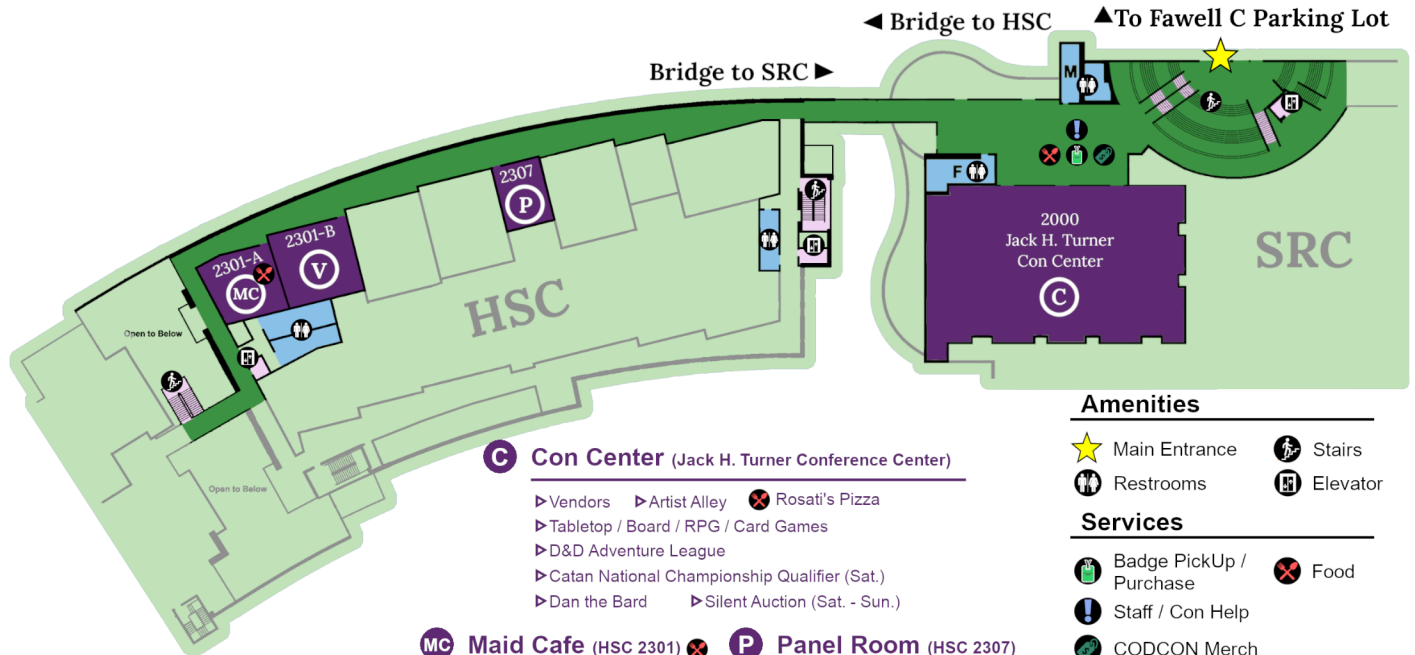 ◀ Bridge to HSC
▲To Fawell C Parking Lot
Bridge to SRC ▶
M
F
2307
P
2301-B
V
2301-A
MC
HSC
2000
Jack H. Turner
Con Center
C
SRC
Open to Below
Open to Below
C Con Center (Jack H. Turner Conference Center)
▷Vendors ▷Artist Alley Rosati's Pizza
▷Tabletop / Board / RPG / Card Games
▷D&D Adventure League
▷Catan National Championship Qualifier (Sat.)
▷Dan the Bard ▷Silent Auction (Sat. - Sun.)
MC Maid Cafe (HSC 2301)
P Panel Room (HSC 2307)
Amenities
Main Entrance
Stairs
Restrooms
Elevator
Services
Badge PickUp /
Purchase
Food
Staff / Con Help
CODCON Merch